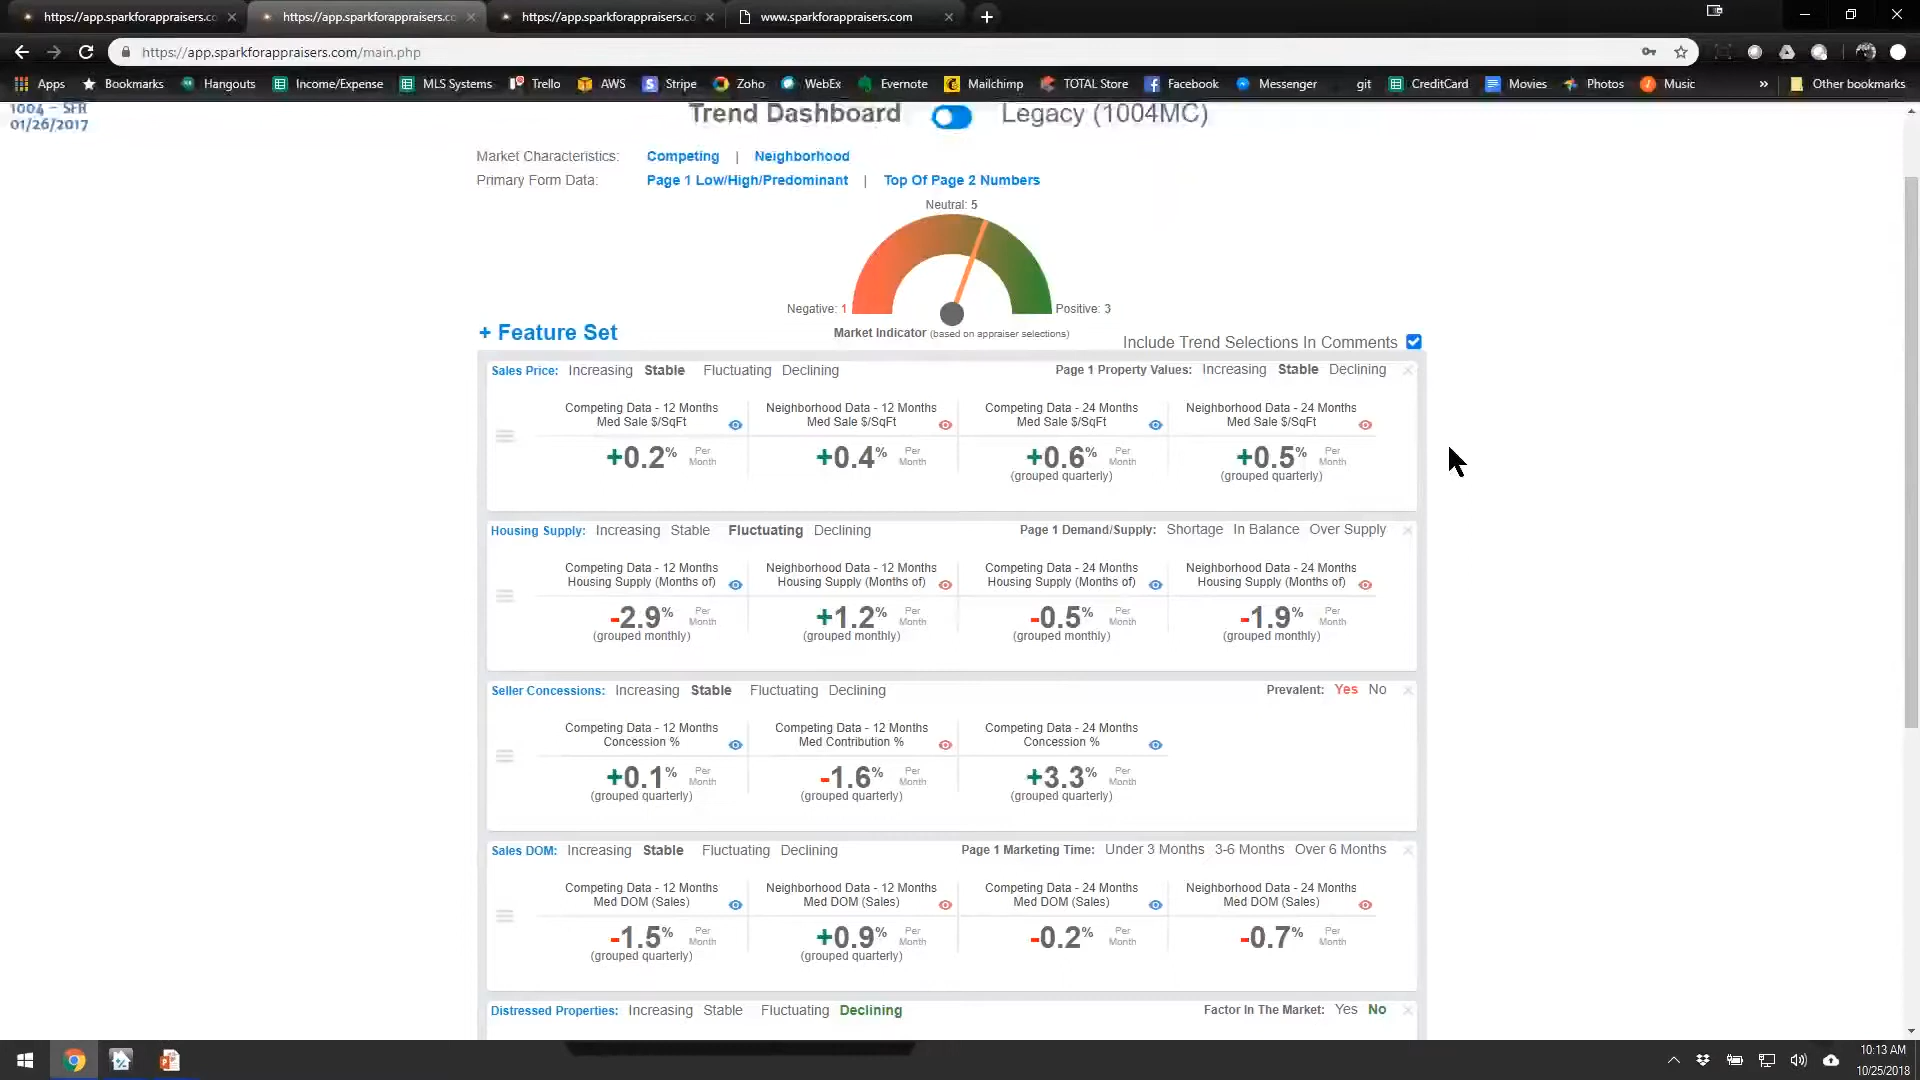 https://app.sparkforappraisers.co
https://app.sparkforappraisers.co
https://app.sparkforappraisers.co
www.sparkforappraisers.com
https://app.sparkforappraisers.com/main.php
Apps Bookmarks Hangouts Income/Expense MLS Systems Trello AWS Stripe Zoho WebEx Evernote Mailchimp TOTAL Store Facebook Messenger git CreditCard Movies Photos Music » Other bookmarks
1004 - SFR
01/26/2017
Trend Dashboard Legacy (1004MC)
Market Characteristics: Competing | Neighborhood
Primary Form Data: Page 1 Low/High/Predominant | Top Of Page 2 Numbers
Neutral: 5
Negative: 1 Positive: 3
Market Indicator (based on appraiser selections)
+ Feature Set
Include Trend Selections In Comments
Sales Price: Increasing Stable Fluctuating Declining Page 1 Property Values: Increasing Stable Declining
Competing Data - 12 Months Neighborhood Data - 12 Months Competing Data - 24 Months Neighborhood Data - 24 Months
Med Sale $/SqFt Med Sale $/SqFt Med Sale $/SqFt Med Sale $/SqFt
+0.2% Per Month +0.4% Per Month +0.6% Per Month +0.5% Per Month
(grouped quarterly) (grouped quarterly)
Housing Supply: Increasing Stable Fluctuating Declining Page 1 Demand/Supply: Shortage In Balance Over Supply
Competing Data - 12 Months Neighborhood Data - 12 Months Competing Data - 24 Months Neighborhood Data - 24 Months
Housing Supply (Months of) Housing Supply (Months of) Housing Supply (Months of) Housing Supply (Months of)
-2.9% Per Month +1.2% Per Month -0.5% Per Month -1.9% Per Month
(grouped monthly) (grouped monthly) (grouped monthly) (grouped monthly)
Seller Concessions: Increasing Stable Fluctuating Declining Prevalent: Yes No
Competing Data - 12 Months Competing Data - 12 Months Competing Data - 24 Months
Concession % Med Contribution % Concession %
+0.1% Per Month -1.6% Per Month +3.3% Per Month
(grouped quarterly) (grouped quarterly) (grouped quarterly)
Sales DOM: Increasing Stable Fluctuating Declining Page 1 Marketing Time: Under 3 Months 3-6 Months Over 6 Months
Competing Data - 12 Months Neighborhood Data - 12 Months Competing Data - 24 Months Neighborhood Data - 24 Months
Med DOM (Sales) Med DOM (Sales) Med DOM (Sales) Med DOM (Sales)
-1.5% Per Month +0.9% Per Month -0.2% Per Month -0.7% Per Month
(grouped quarterly) (grouped quarterly)
Distressed Properties: Increasing Stable Fluctuating Declining Factor In The Market: Yes No
10:13 AM
10/25/2018